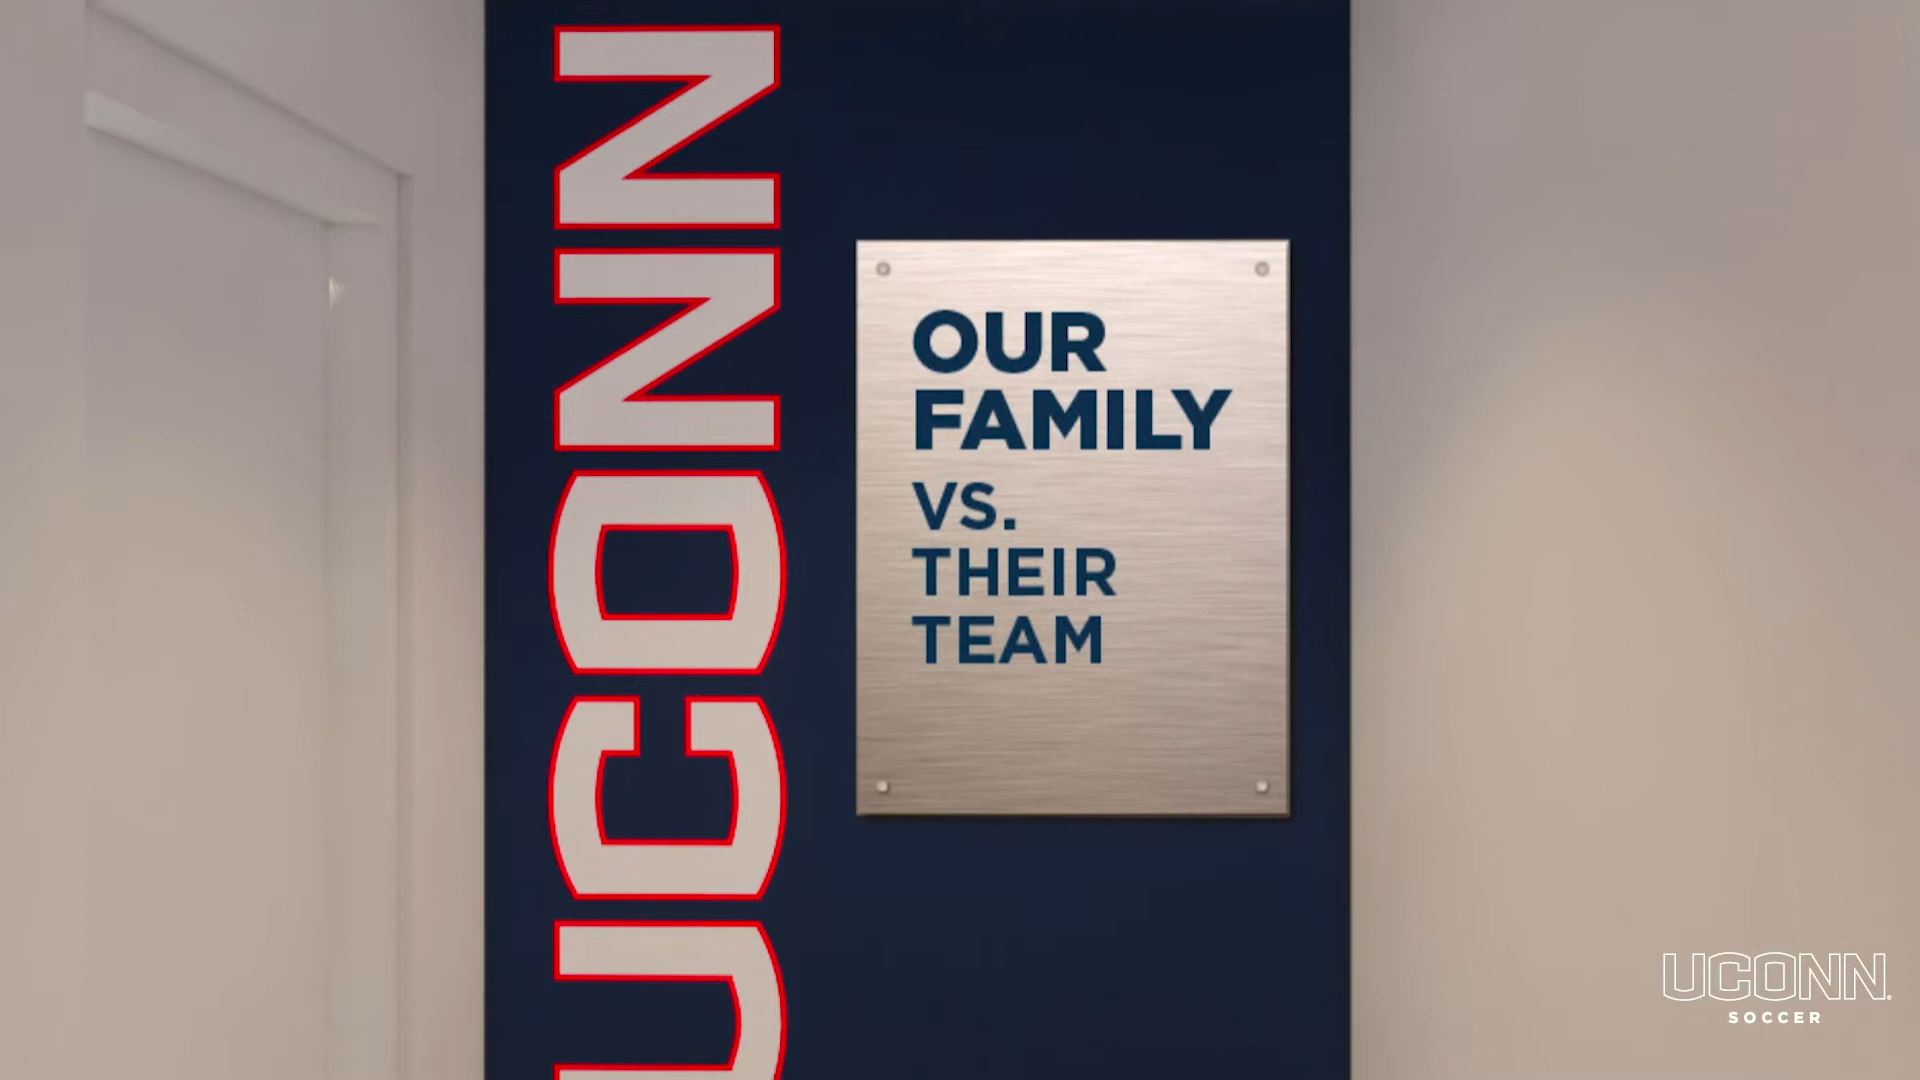 UCONN
OUR
FAMILY
VS.
THEIR
TEAM
UCONN
SOCCER